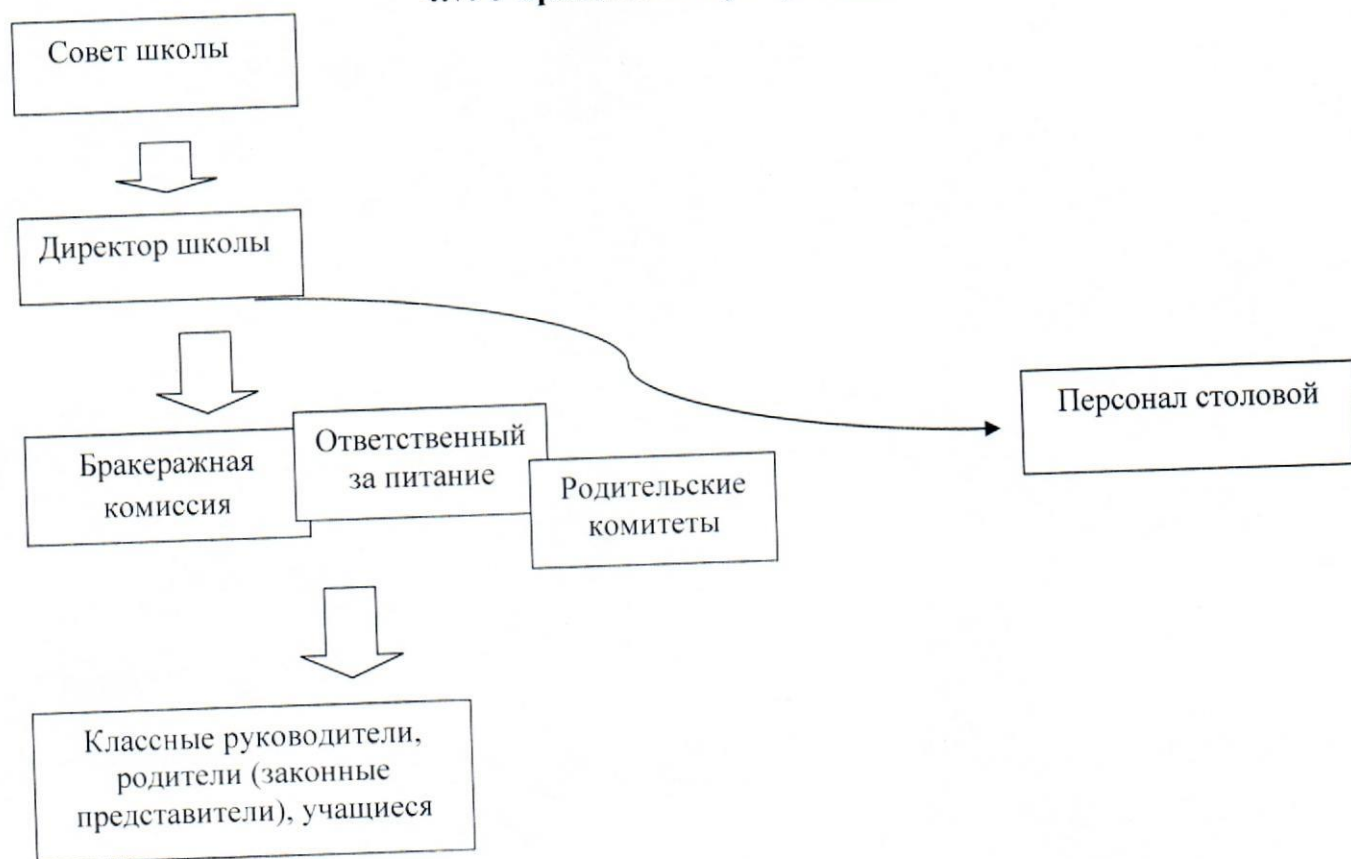 Совет школы
Директор школы
Бракеражная
комиссия
Ответственный
за питание
Родительские
комитеты
Персонал столовой
Классные руководители,
родители (законные
представители), учащиеся